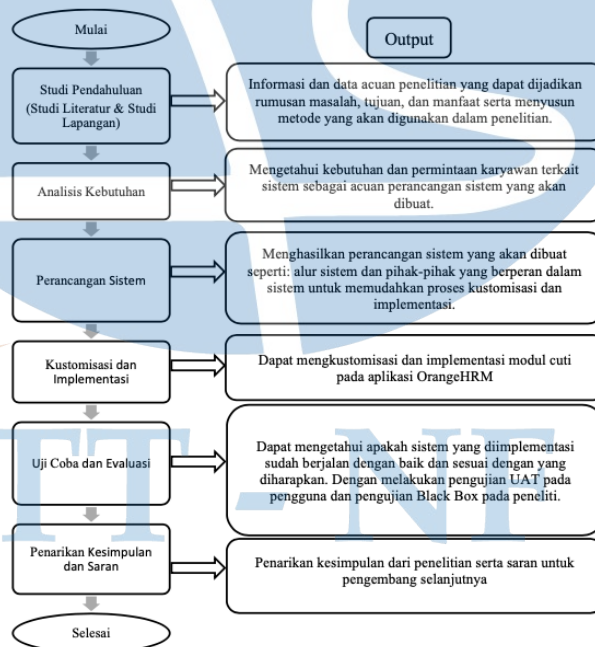 Mulai
Output
Studi Pendahuluan
(Studi Literatur & Studi
Lapangan)
Informasi dan data acuan penelitian yang dapat dijadikan
rumusan masalah, tujuan, dan manfaat serta menyusun
metode yang akan digunakan dalam penelitian.
Analisis Kebutuhan
Mengetahui kebutuhan dan permintaan karyawan terkait
sistem sebagai acuan perancangan sistem yang akan
dibuat.
Perancangan Sistem
Menghasilkan perancangan sistem yang akan dibuat
seperti: alur sistem dan pihak-pihak yang berperan dalam
sistem untuk memudahkan proses kustomisasi dan
implementasi.
Kustomisasi dan
Implementasi
Dapat mengkustomisasi dan implementasi modul cuti
pada aplikasi OrangeHRM
Uji Coba dan Evaluasi
Dapat mengetahui apakah sistem yang diimplementasi
sudah berjalan dengan baik dan sesuai dengan yang
diharapkan. Dengan melakukan pengujian UAT pada
pengguna dan pengujian Black Box pada peneliti.
TT - NF
Penarikan Kesimpulan
dan Saran
Penarikan kesimpulan dari penelitian serta saran untuk
pengembang selanjutnya
Selesai